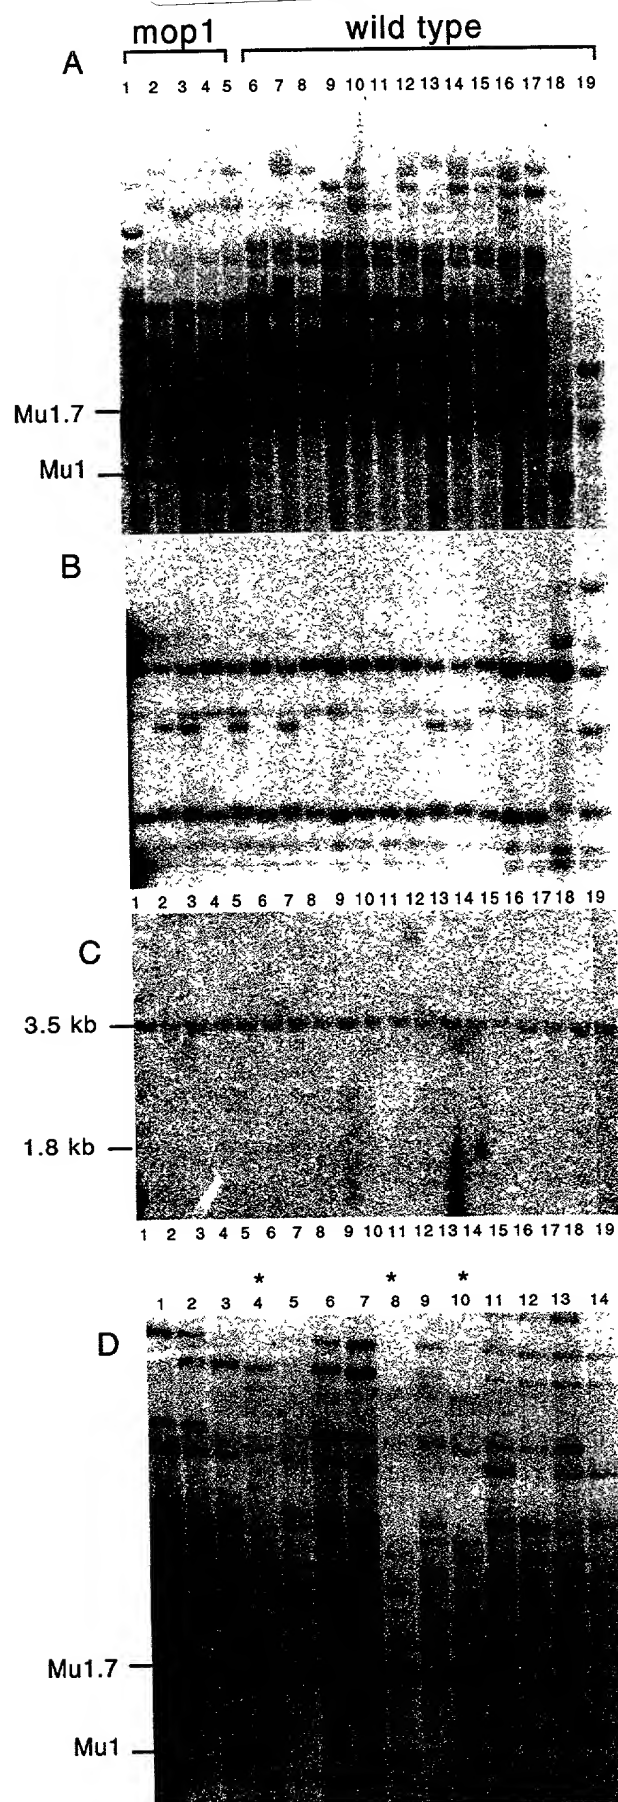 mop1 wild type
A
1 2 3 4 5 6 7 8 9 10 11 12 13 14 15 16 17 18 19
Mu1.7
Mu1
B
1 2 3 4 5 6 7 8 9 10 11 12 13 14 15 16 17 18 19
C
3.5 kb
1.8 kb
1 2 3 4 5 6 7 8 9 10 11 12 13 14 15 16 17 18 19
* * *
1 2 3 4 5 6 7 8 9 10 11 12 13 14
D
Mu1.7
Mu1